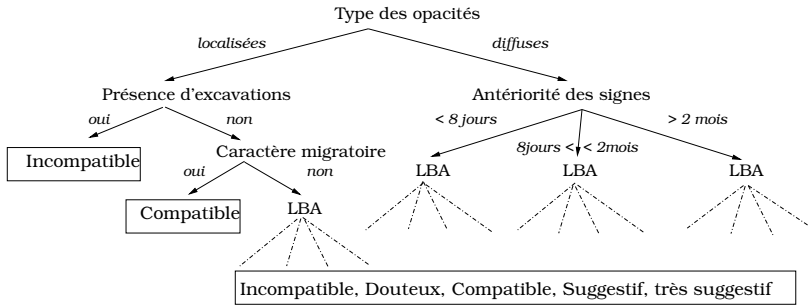 Type des opacités
localisées diffuses
Présence d'excavations Antériorité des signes
oui non < 8 jours 8jours < < 2mois > 2 mois
Incompatible Caractère migratoire LBA LBA LBA
oui non
Compatible LBA
Incompatible, Douteux, Compatible, Suggestif, très suggestif